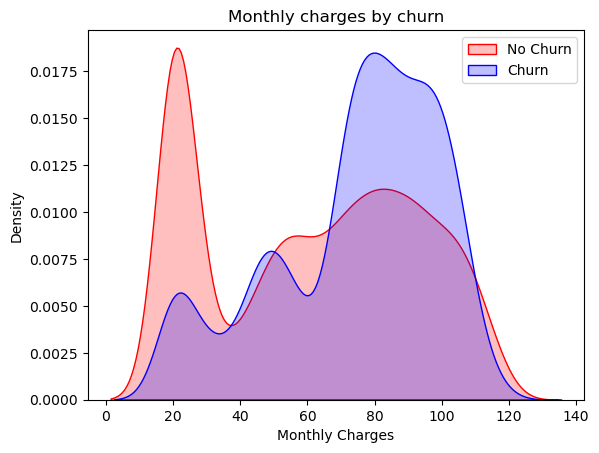 Monthly charges by churn
No Churn
Churn
Density
0.0175
0.0150
0.0125
0.0100
0.0075
0.0050
0.0025
0.0000
0 20 40 60 80 100 120 140
Monthly Charges